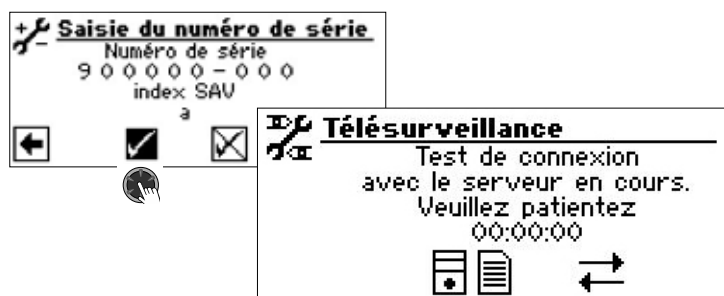 Saisie du numéro de série
Numéro de série
900000-000
index SAV
a
Télésurveillance
Test de connexion
avec le serveur en cours.
Veuillez patientez
00:00:00